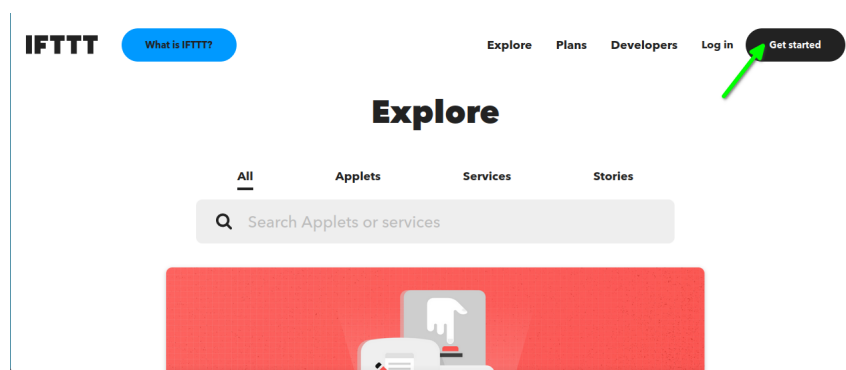 IFTTT What is IFTTT? Explore Plans Developers Log in Get started
Explore
All Applets Services Stories
Search Applets or services